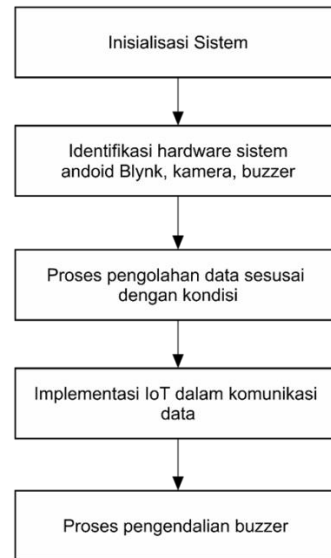 Inisialisasi Sistem
Identifikasi hardware sistem
andoid Blynk, kamera, buzzer
Proses pengolahan data sesusai
dengan kondisi
Implementasi IoT dalam komunikasi
data
Proses pengendalian buzzer